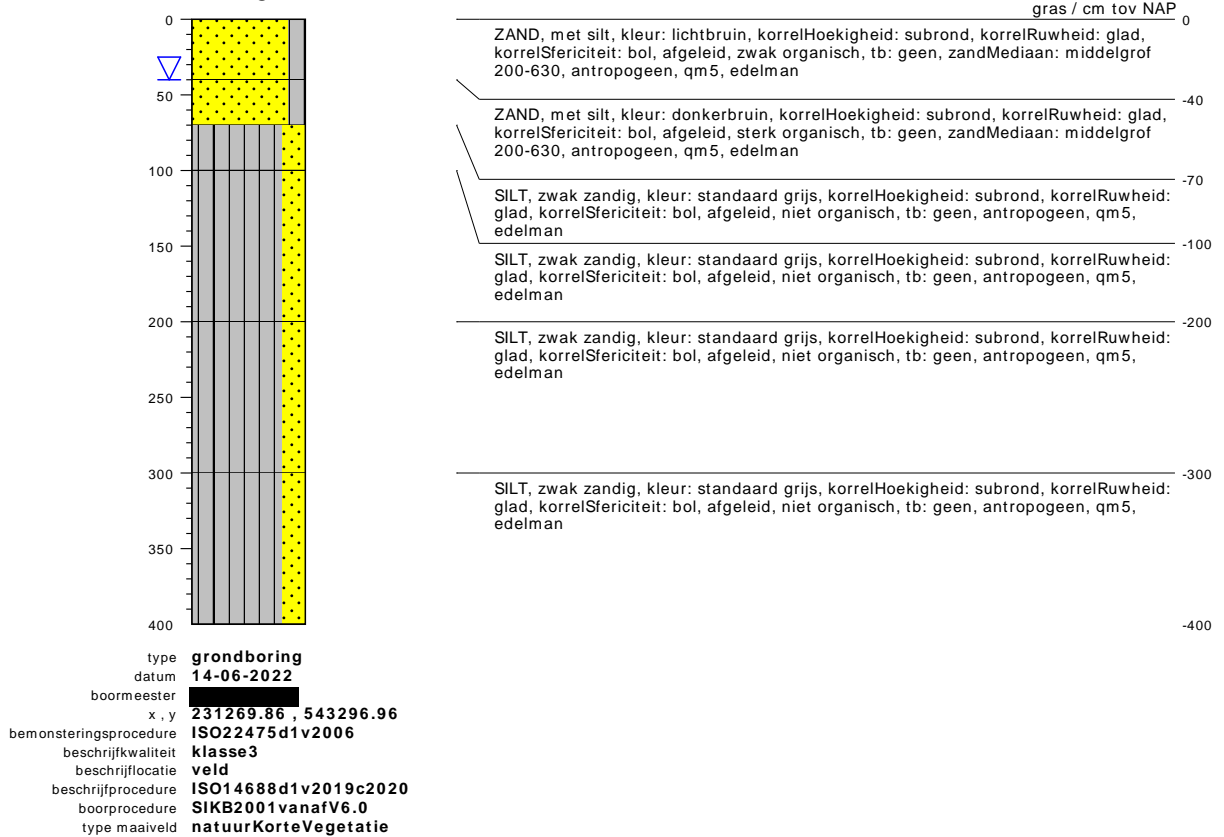 gras / cm tov NAP
0
0
ZAND, met silt, kleur: lichtbruin, korrelHoekigheid: subrond, korrelRuwheid: glad,
korrelSfericiteit: bol, afgeleid, zwak organisch, tb: geen, zandMediaan: middelgrof
200-630, antropogeen, qm5, edelman
50
-40
ZAND, met silt, kleur: donkerbruin, korrelHoekigheid: subrond, korrelRuwheid: glad,
korrelSfericiteit: bol, afgeleid, sterk organisch, tb: geen, zandMediaan: middelgrof
200-630, antropogeen, qm5, edelman
100
-70
SILT, zwak zandig, kleur: standaard grijs, korrelHoekigheid: subrond, korrelRuwheid:
glad, korrelSfericiteit: bol, afgeleid, niet organisch, tb: geen, antropogeen, qm5,
edelman
150
-100
SILT, zwak zandig, kleur: standaard grijs, korrelHoekigheid: subrond, korrelRuwheid:
glad, korrelSfericiteit: bol, afgeleid, niet organisch, tb: geen, antropogeen, qm5,
edelman
200
-200
SILT, zwak zandig, kleur: standaard grijs, korrelHoekigheid: subrond, korrelRuwheid:
glad, korrelSfericiteit: bol, afgeleid, niet organisch, tb: geen, antropogeen, qm5,
edelman
250
300
-300
SILT, zwak zandig, kleur: standaard grijs, korrelHoekigheid: subrond, korrelRuwheid:
glad, korrelSfericiteit: bol, afgeleid, niet organisch, tb: geen, antropogeen, qm5,
edelman
350
400
-400
type grondboring
datum 14-06-2022
boormeester
x , y 231269.86 , 543296.96
bemonsteringsprocedure ISO22475d1v2006
beschrijfkwaliteit klasse3
beschrijflocatie veld
beschrijfprocedure ISO14688d1v2019c2020
boorprocedure SIKB2001vanafV6.0
type maaiveld natuurKorteVegetatie